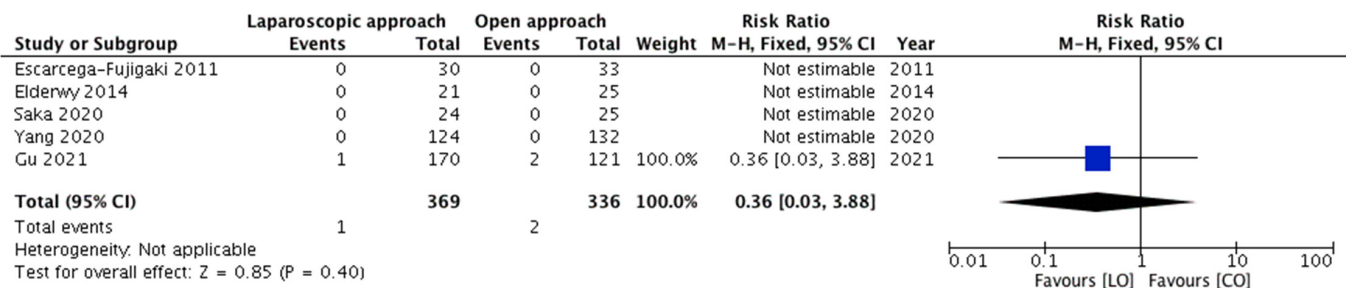 Laparoscopic approach Open approach Risk Ratio Risk Ratio
Study or Subgroup Events Total Events Total Weight M-H, Fixed, 95% CI Year M-H, Fixed, 95% CI
Escarcega-Fujigaki 2011 0 30 0 33 Not estimable 2011
Elderwy 2014 0 21 0 25 Not estimable 2014
Saka 2020 0 24 0 25 Not estimable 2020
Yang 2020 0 124 0 132 Not estimable 2020
Gu 2021 1 170 2 121 100.0% 0.36 [0.03, 3.88] 2021
Total (95% CI) 369 336 100.0% 0.36 [0.03, 3.88]
Total events 1 2
Heterogeneity: Not applicable
Test for overall effect: Z = 0.85 (P = 0.40)
0.01 0.1 1 10 100
Favours [LO] Favours [CO]